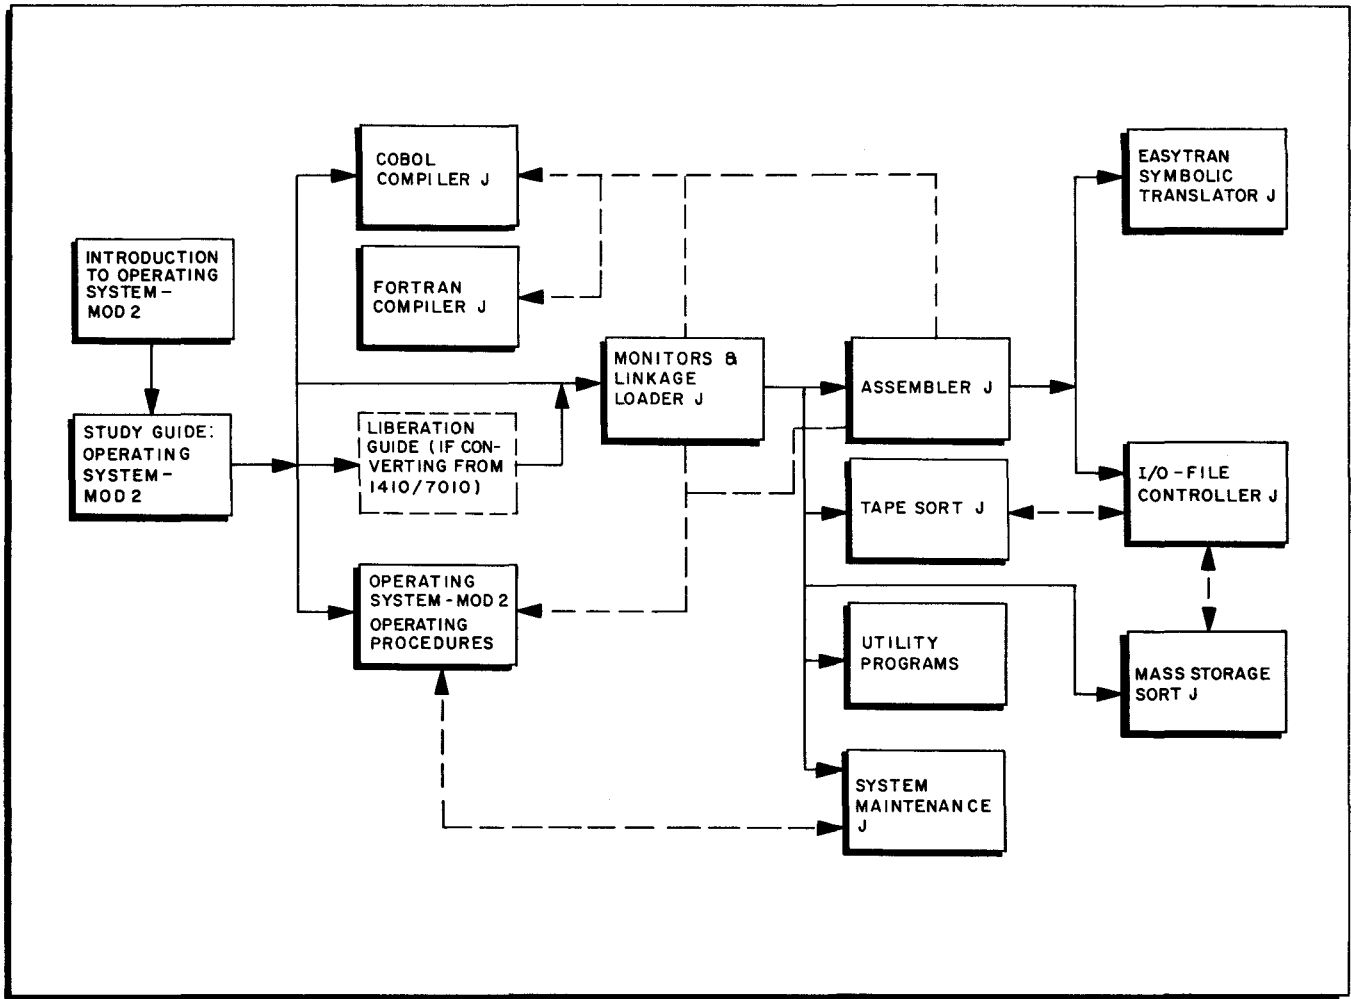 INTRODUCTION
TO OPERATING
SYSTEM-
MOD 2
STUDY GUIDE:
OPERATING
SYSTEM-
MOD 2
COBOL
COMPILER J
FORTRAN
COMPILER J
LIBERATION
GUIDE (IF CON-
VERTING FROM
1410/7010)
OPERATING
SYSTEM-MOD 2
OPERATING
PROCEDURES
MONITORS &
LINKAGE
LOADER J
ASSEMBLER J
TAPE SORT J
UTILITY
PROGRAMS
SYSTEM
MAINTENANCE
J
EASYTRAN
SYMBOLIC
TRANSLATOR J
I/O-FILE
CONTROLLER J
MASS STORAGE
SORT J